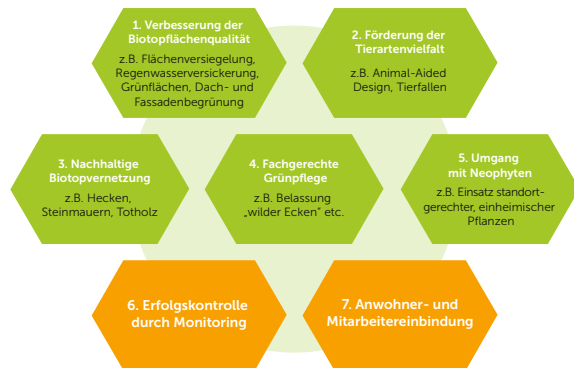 1. Verbesserung der
Biotopflächenqualität
z.B. Flächenversiegelung,
Regenwasserversickerung,
Grünflächen, Dach- und
Fassadenbegrünung
2. Förderung der
Tierartenvielfalt
z.B. Animal-Aided
Design, Tierfallen
3. Nachhaltige
Biotopvernetzung
z.B. Hecken,
Steinmauern, Totholz
4. Fachgerechte
Grünpflege
z.B. Belassung
„wilder Ecken“ etc.
5. Umgang
mit Neophyten
z.B. Einsatz standort-
gerechter, einheimischer
Pflanzen
6. Erfolgskontrolle
durch Monitoring
7. Anwohner- und
Mitarbeitereinbindung